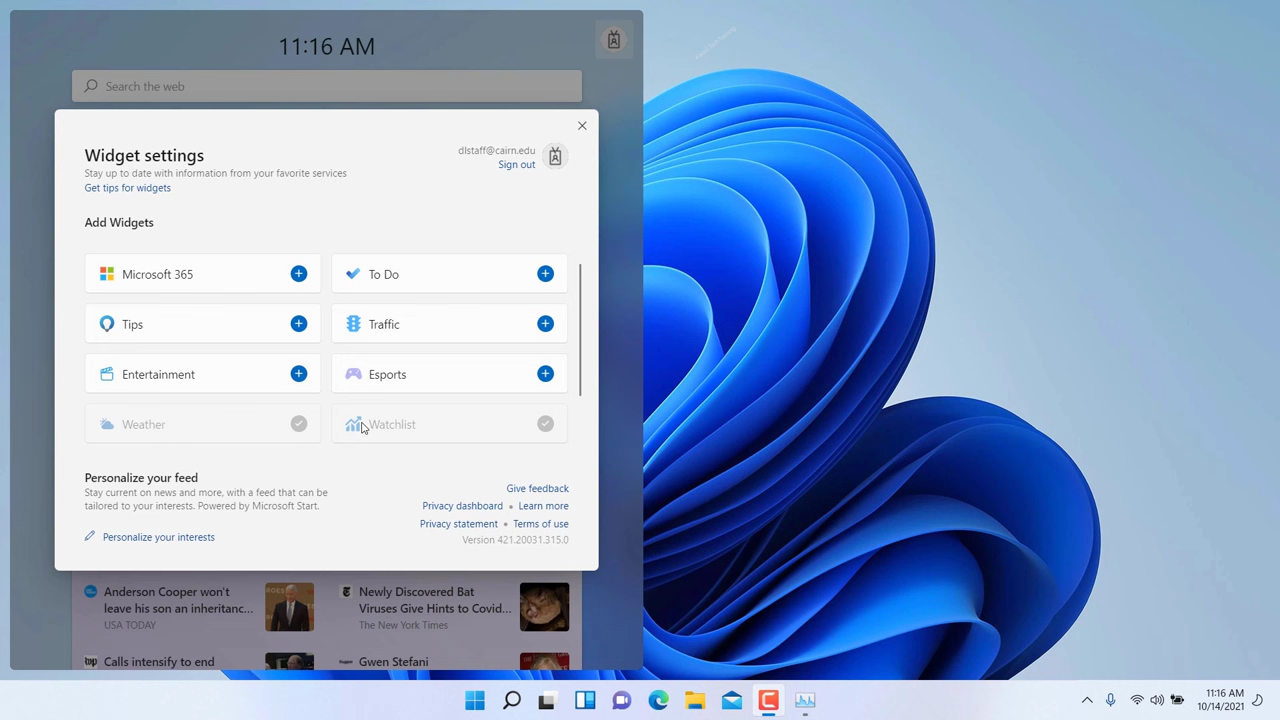 11:16 AM
Search the web
Widget settings
Stay up to date with information from your favorite services
Get tips for widgets
dlstaff@cairn.edu
Sign out
Add Widgets
Microsoft 365
To Do
Tips
Traffic
Entertainment
Esports
Weather
Watchlist
Personalize your feed
Stay current on news and more, with a feed that can be
tailored to your interests. Powered by Microsoft Start.
Personalize your interests
Give feedback
Privacy dashboard • Learn more
Privacy statement • Terms of use
Version 421.20031.315.0
Anderson Cooper won't
leave his son an inheritanc...
USA TODAY
Newly Discovered Bat
Viruses Give Hints to Covid...
The New York Times
Calls intensify to end
Gwen Stefani
11:16 AM
10/14/2021